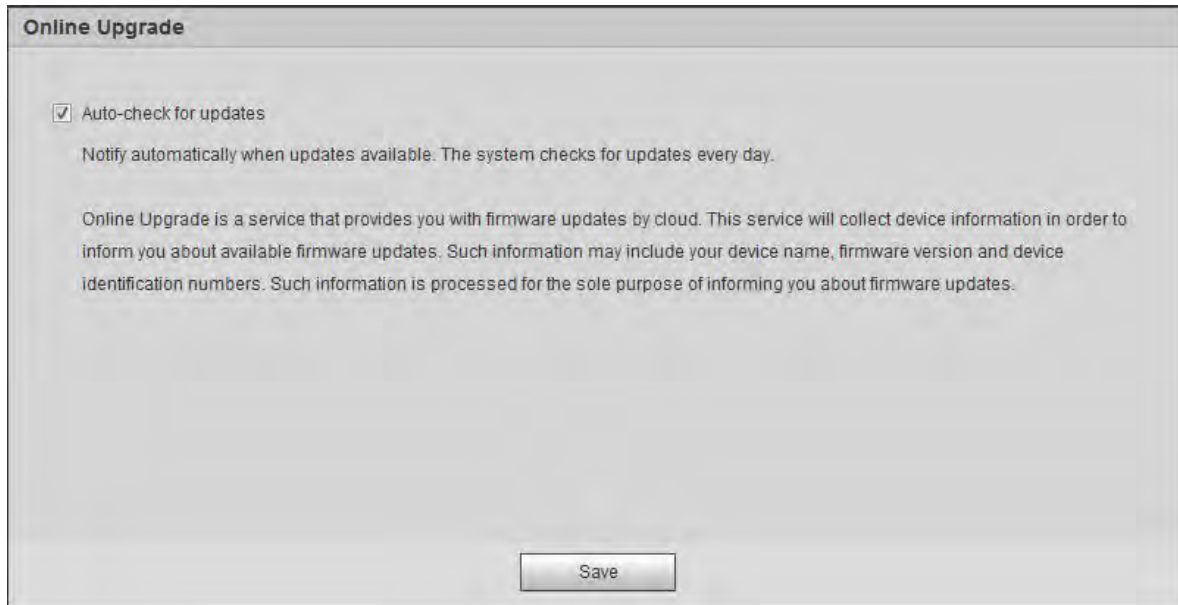 Online Upgrade
Auto-check for updates
Notify automatically when updates available. The system checks for updates every day.
Online Upgrade is a service that provides you with firmware updates by cloud. This service will collect device information in order to
inform you about available firmware updates. Such information may include your device name, firmware version and device
identification numbers. Such information is processed for the sole purpose of informing you about firmware updates.
Save